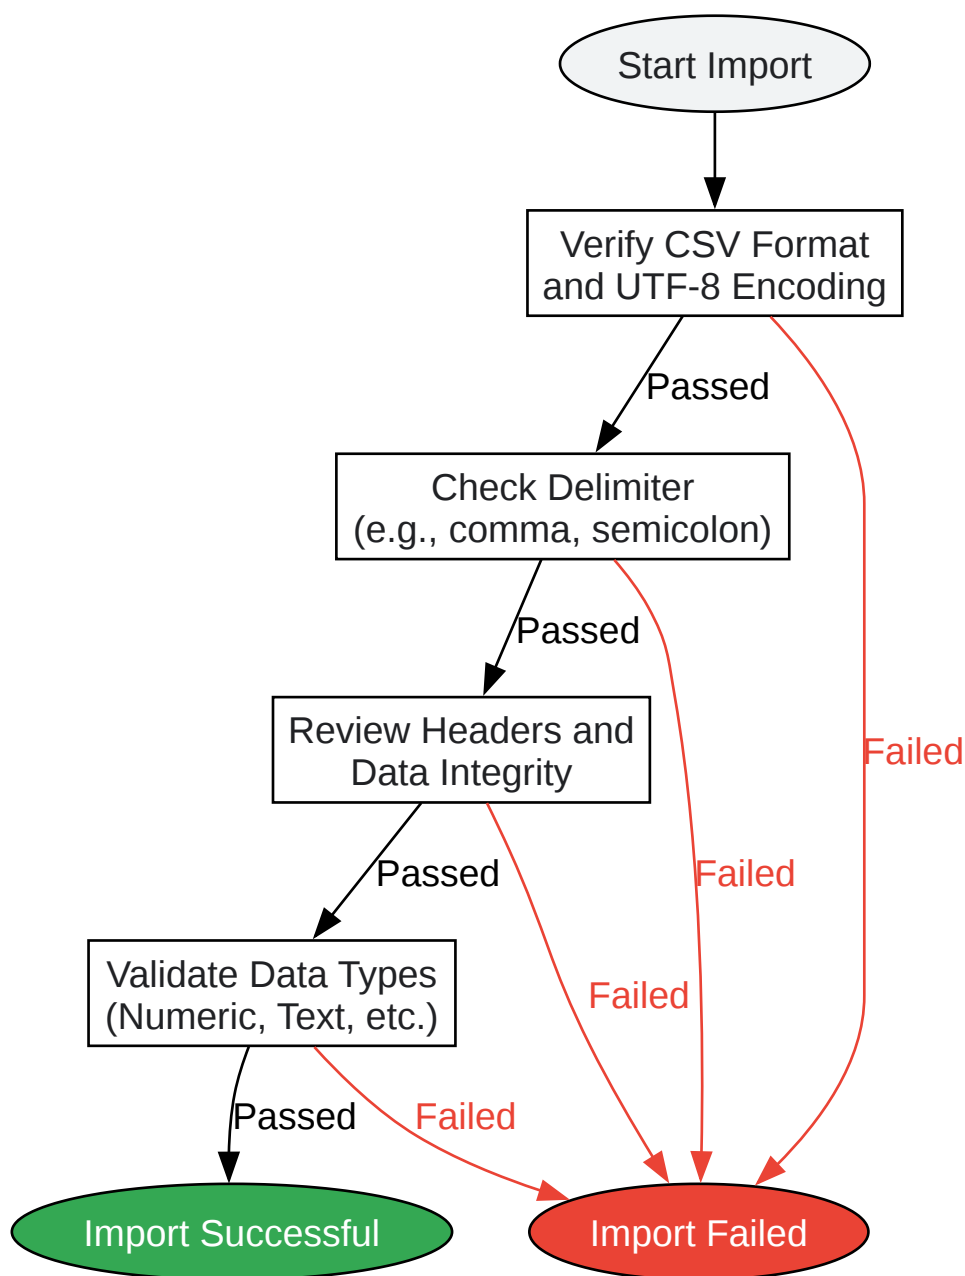 Start Import
Verify CSV Format
and UTF-8 Encoding
Passed
Check Delimiter
(e.g., comma, semicolon)
Passed
Review Headers and
Data Integrity
Failed
Passed
Failed
Validate Data Types
(Numeric, Text, etc.)
Failed
Passed
Failed
Import Successful
Import Failed